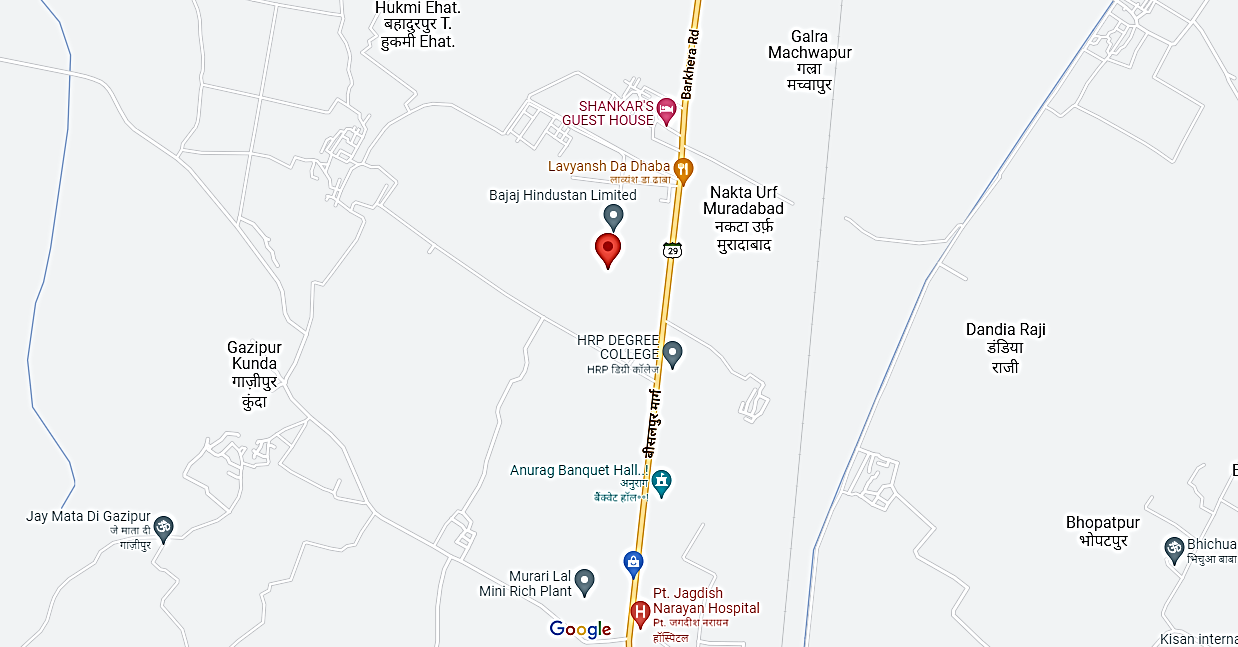 Hukmi Ehat.
बहादुरपुर T.
हुकमी Ehat.
Barkhera Rd
Galra
Machwapur
गल्रा
मच्वापुर
SHANKAR'S
GUEST HOUSE
Lavyansh Da Dhaba
लाव्यंश डा ढाबा
Bajaj Hindustan Limited
Nakta Urf
Muradabad
नकटा उर्फ़
मुरादाबाद
29
HRP DEGREE
COLLEGE
HRP डिग्री कॉलेज
Dandia Raji
डंडिया
राजी
Gazipur
Kunda
गाज़ीपुर
कुंदा
बीसलपुर मार्ग
Anurag Banquet Hall..!
अनुराग
बैंक्वेट हॉल॰॰!
Jay Mata Di Gazipur
जे माता दी
गाज़ीपुर
Bhopatpur
भोपटपुर
Bhichua
भिचुआ बाबा
Murari Lal
Mini Rich Plant
Pt. Jagdish
Narayan Hospital
Pt. जगदीश नरायन
हॉस्पिटल
H
Google
Kisan interna